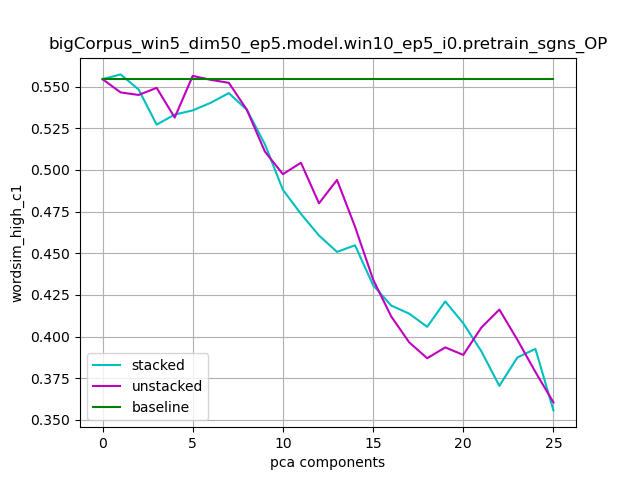 bigCorpus_win5_dim50_ep5.model.win10_ep5_i0.pretrain_sgns_OP
0.550
0.525
0.500
0.475
0.450
0.425
0.400
0.375
0.350
wordsim_high_c1
stacked
unstacked
baseline
0 5 10 15 20 25
pca components